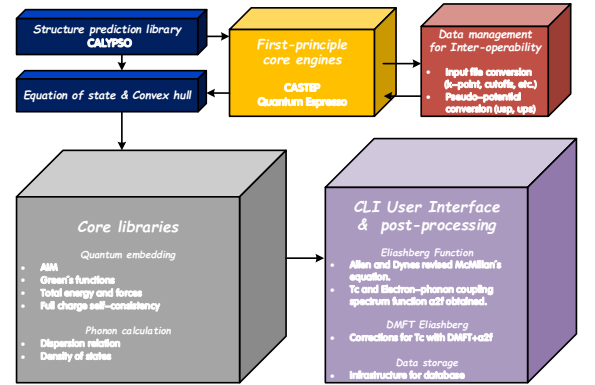 Structure prediction library
CALYPSO
Equation of state & Convex hull
First-principle
core engines
CASTEP
Quantum Espresso
Data management
for Inter-operability
• Input file conversion
(k-point, cutoffs, etc.)
• Pseudo-potential
conversion (usp, upa)
Core libraries
Quantum embedding
• AIM
• Green's functions
• Total energy and forces
• Full charge self-consistency
Phonon calculation
• Dispersion relation
• Density of states
CLI User Interface
& post-processing
Eliashberg Function
• Allen and Dynes revised McMillan's
equation.
• Tc and Electron-phonon coupling
spectrum function α2f obtained.
DMFT Eliashberg
• Corrections for Tc with DMFT+α2f
Data storage
• Infrastructure for database